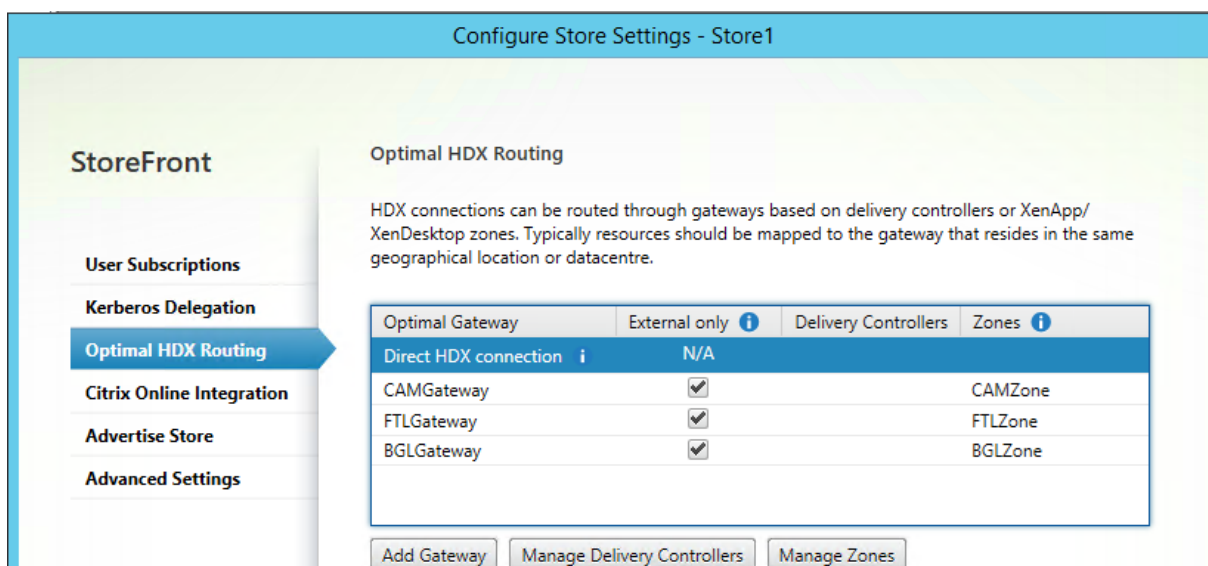 Configure Store Settings - Store1
StoreFront
User Subscriptions
Kerberos Delegation
Optimal HDX Routing
Citrix Online Integration
Advertise Store
Advanced Settings
Optimal HDX Routing
HDX connections can be routed through gateways based on delivery controllers or XenApp/
XenDesktop zones. Typically resources should be mapped to the gateway that resides in the same
geographical location or datacentre.
Optimal Gateway External only i Delivery Controllers Zones i
Direct HDX connection i N/A
CAMGateway CAMZone
FTLGateway FTLZone
BGLGateway BGLZone
Add Gateway Manage Delivery Controllers Manage Zones